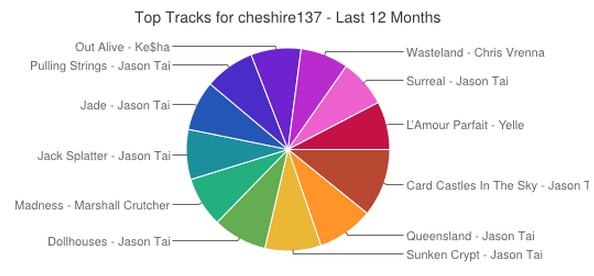 Top Tracks for cheshire137 - Last 12 Months
Out Alive - Ke$ha
Pulling Strings - Jason Tai
Jade - Jason Tai
Jack Splatter - Jason Tai
Madness - Marshall Crutcher
Dollhouses - Jason Tai
Wasteland - Chris Vrenna
Surreal - Jason Tai
L'Amour Parfait - Yelle
Card Castles In The Sky - Jason T
Queensland - Jason Tai
Sunken Crypt - Jason Tai